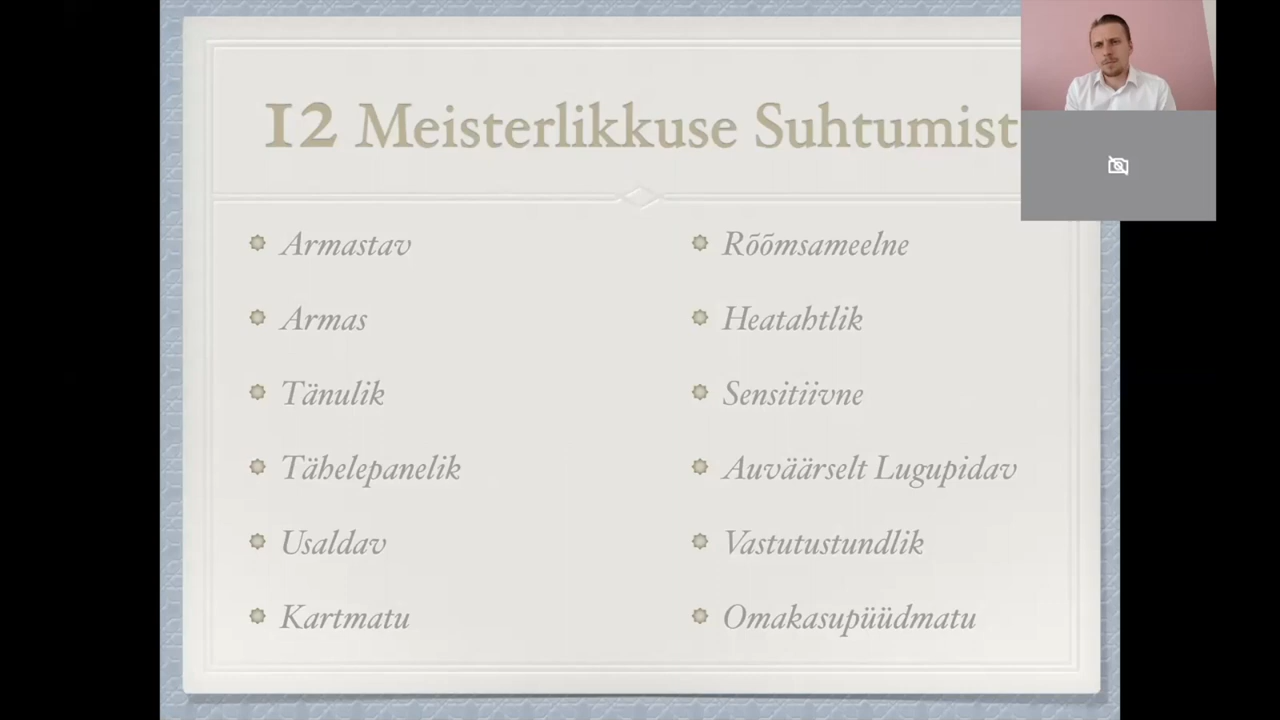 12 Meisterlikkuse Suhtumist
Armastav
Armas
Tänulik
Tähelepanelik
Usaldav
Kartmatu
Rõõmsameelne
Heatahtlik
Sensitiivne
Auväärselt Lugupidav
Vastutustundlik
Omakasupüüdmatu